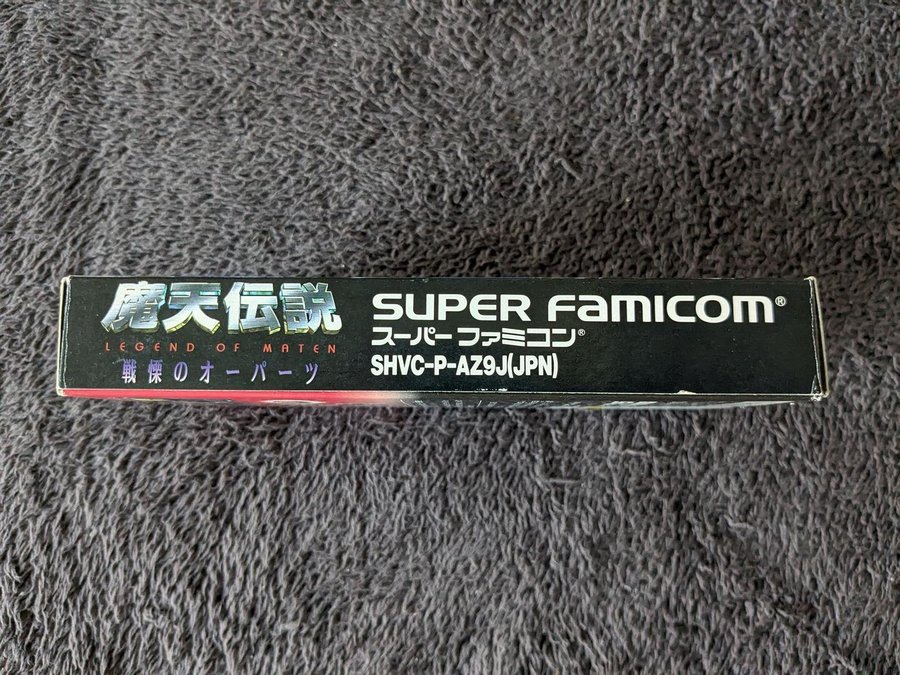 魔天伝説
LEGEND OF MATEN
戦慄のオーパーツ
SUPER FAMICOM®
スーパーファミコン®
SHVC-P-AZ9J(JPN)